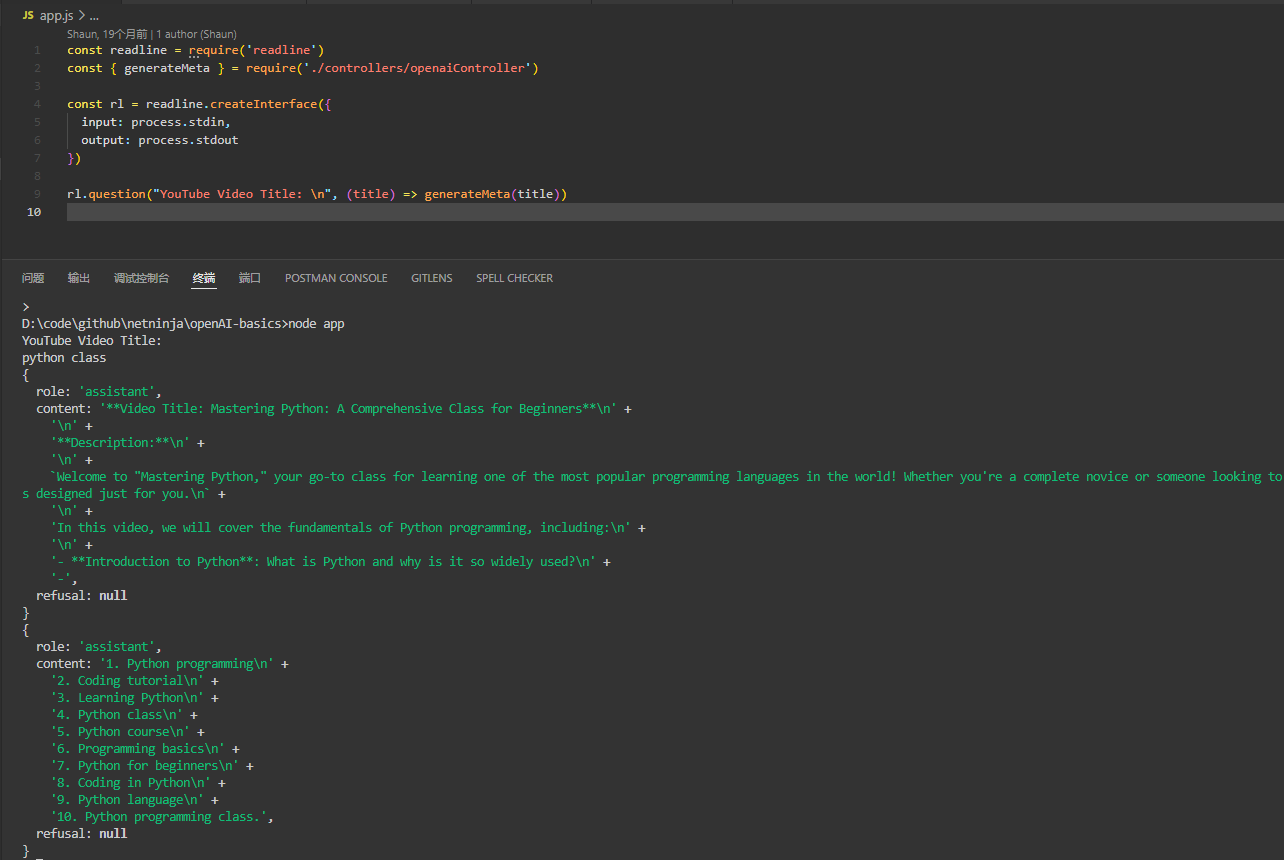 JS app.js > ...
Shaun, 19个月前 | 1 author (Shaun)
1 const readline = require('readline')
2 const { generateMeta } = require('./controllers/openaiController')
3
4 const rl = readline.createInterface({
5 input: process.stdin,
6 output: process.stdout
7 })
8
9 rl.question("YouTube Video Title: \n", (title) => generateMeta(title))
10
问题 输出 调试控制台 终端 端口 POSTMAN CONSOLE GITLENS SPELL CHECKER
>
D:\code\github\netninja\openAI-basics>node app
YouTube Video Title:
python class
{
role: 'assistant',
content: '**Video Title: Mastering Python: A Comprehensive Class for Beginners**\n' +
'\n' +
'**Description:**\n' +
'\n' +
`Welcome to "Mastering Python," your go-to class for learning one of the most popular programming languages in the world! Whether you're a complete novice or someone looking to
s designed just for you.\n` +
'\n' +
'In this video, we will cover the fundamentals of Python programming, including:\n' +
'\n' +
'- **Introduction to Python**: What is Python and why is it so widely used?\n' +
'-',
refusal: null
}
{
role: 'assistant',
content: '1. Python programming\n' +
'2. Coding tutorial\n' +
'3. Learning Python\n' +
'4. Python class\n' +
'5. Python course\n' +
'6. Programming basics\n' +
'7. Python for beginners\n' +
'8. Coding in Python\n' +
'9. Python language\n' +
'10. Python programming class.',
refusal: null
}